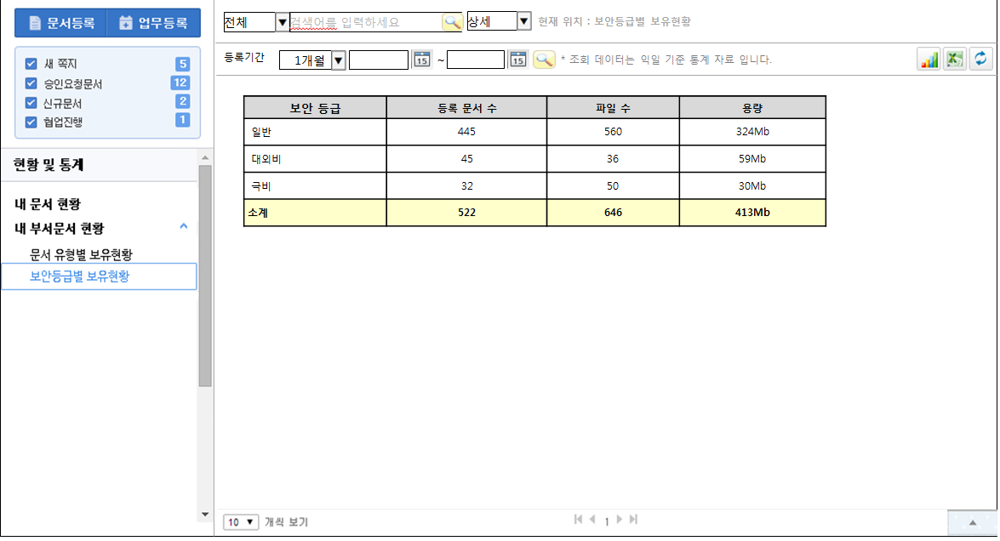 문서등록 업무등록
새 쪽지 5
승인요청문서 12
신규문서 2
협업진행 1
현황 및 통계
내 문서 현황
내 부서문서 현황
문서 유형별 보유현황
보안등급별 보유현황
전체 검색어를 입력하세요 상세 현재 위치 : 보안등급별 보유현황
등록기간 1개월 15 ~ 15 * 조회 데이터는 익일 기준 통계 자료 입니다.
보안 등급 등록 문서 수 파일 수 용량
일반 445 560 324Mb
대외비 45 36 59Mb
극비 32 50 30Mb
소계 522 646 413Mb
10 개씩 보기 1